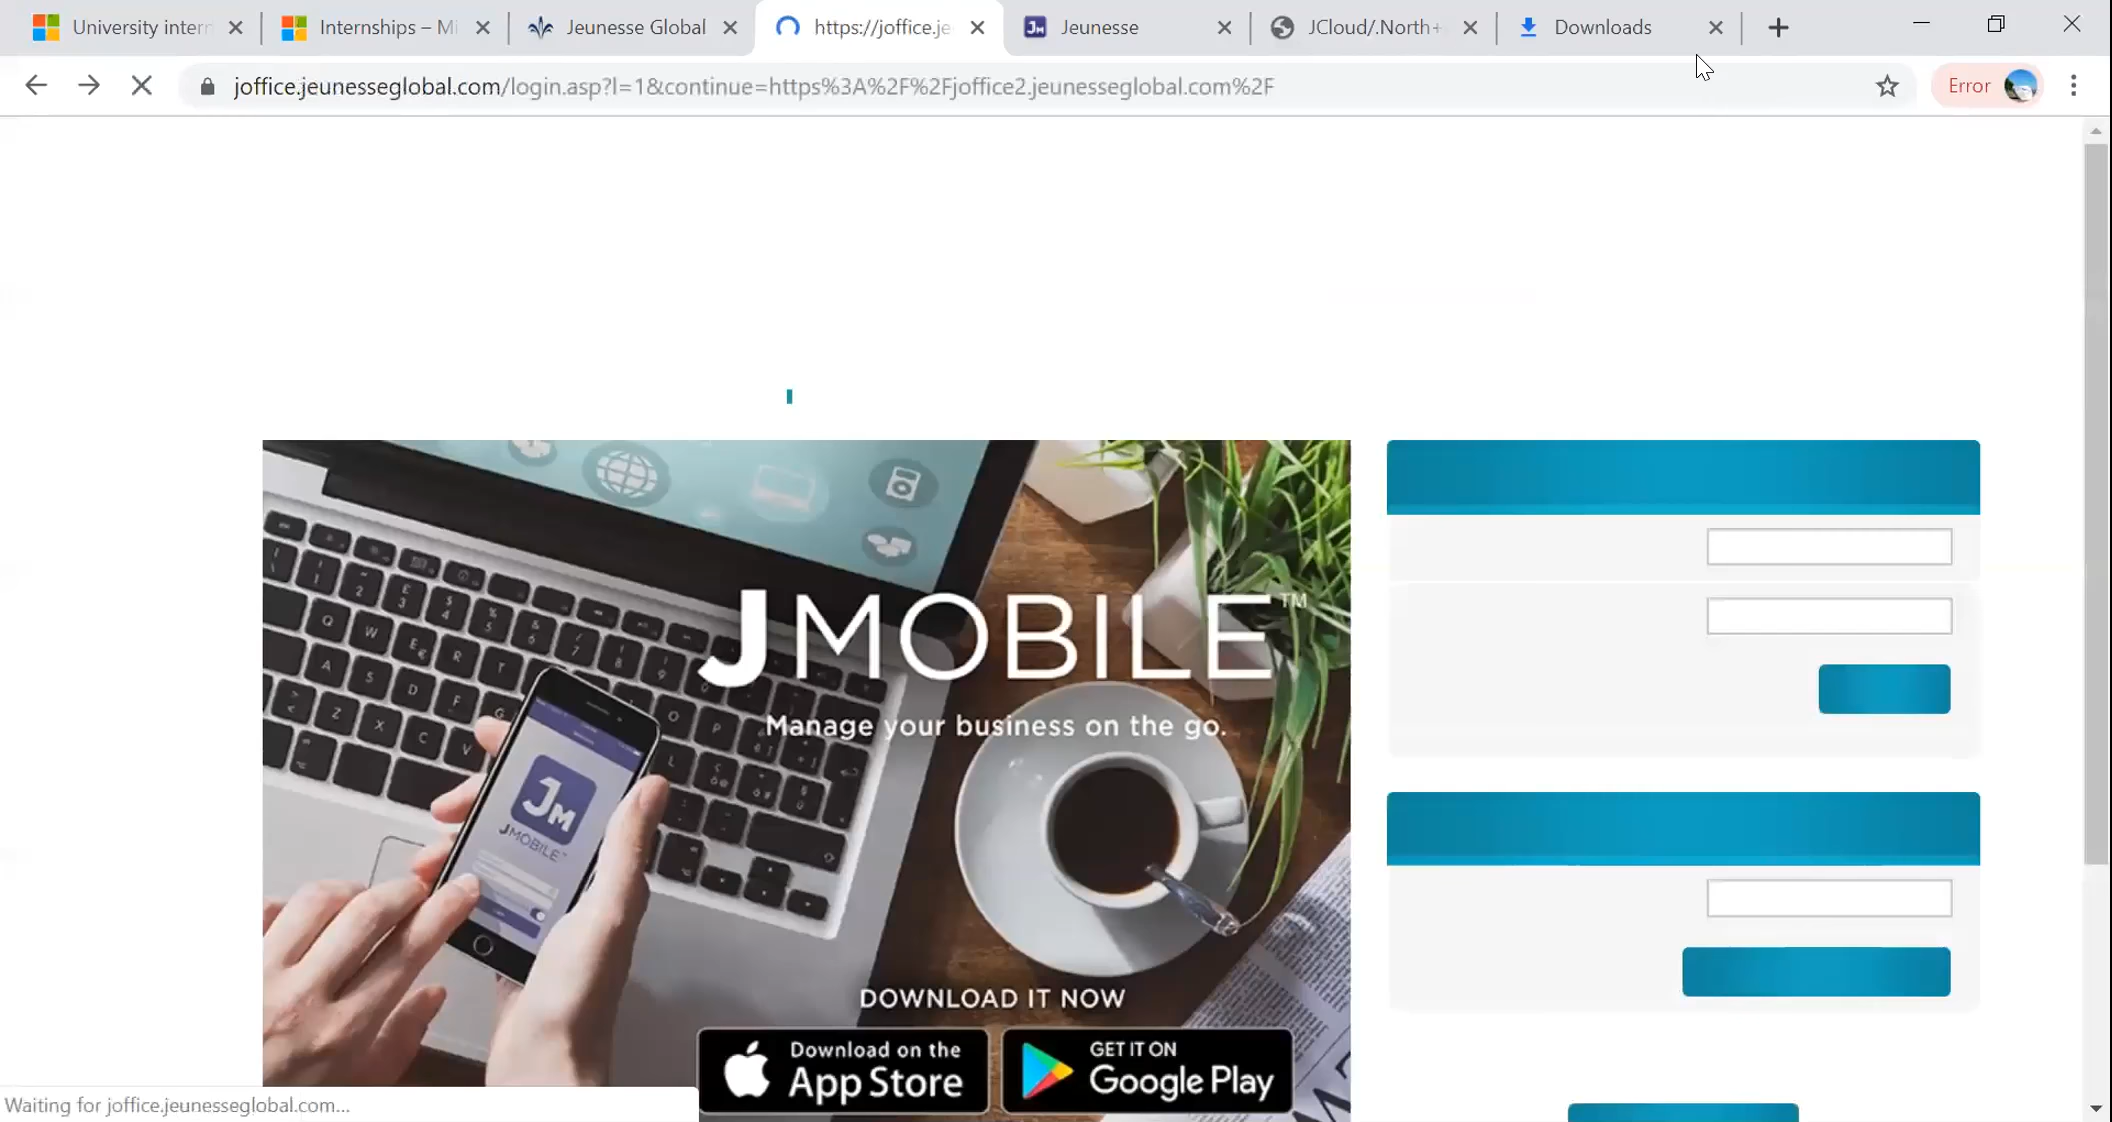 University intern
Internships – Mi
Jeunesse Global
https://joffice.je
Jeunesse
JCloud/.North+
Downloads
joffice.jeunesseglobal.com/login.asp?l=1&continue=https%3A%2F%2Fjoffice2.jeunesseglobal.com%2F
Error
JMOBILE™
Manage your business on the go.
JM
JMOBILE™
DOWNLOAD IT NOW
Download on the
App Store
GET IT ON
Google Play
Waiting for joffice.jeunesseglobal.com...